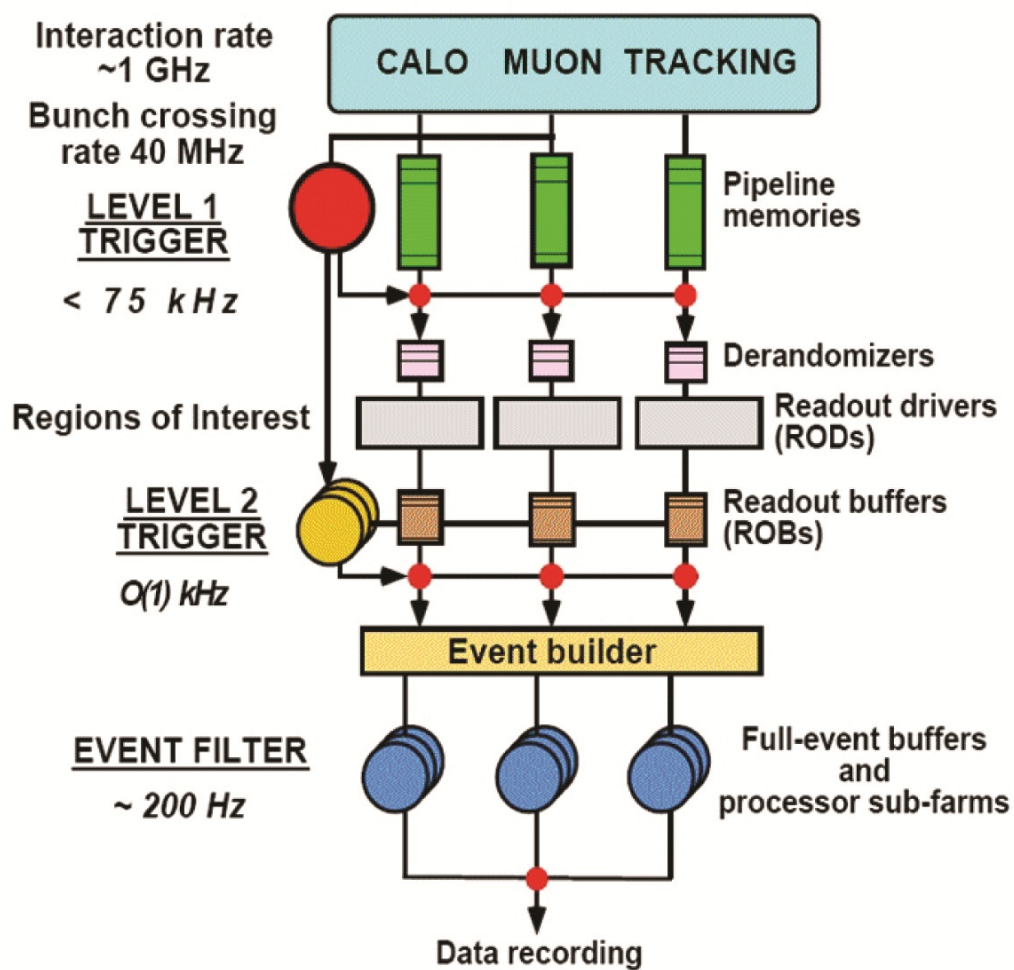 Interaction rate
~1 GHz
CALO MUON TRACKING
Bunch crossing
rate 40 MHz
LEVEL 1
TRIGGER
< 75 kHz
Pipeline
memories
Derandomizers
Regions of Interest
Readout drivers
(RODs)
LEVEL 2
TRIGGER
O(1) kHz
Readout buffers
(ROBs)
Event builder
EVENT FILTER
~ 200 Hz
Full-event buffers
and
processor sub-farms
Data recording